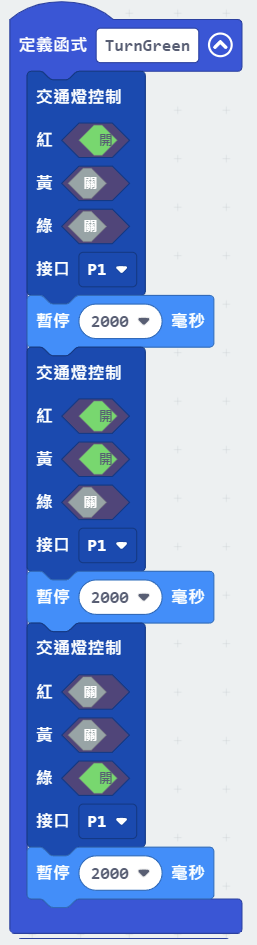 定義函式 TurnGreen
交通燈控制
紅 開
黃 關
綠 關
接口 P1
暫停 2000 毫秒
交通燈控制
紅 開
黃 開
綠 關
接口 P1
暫停 2000 毫秒
交通燈控制
紅 關
黃 關
綠 開
接口 P1
暫停 2000 毫秒